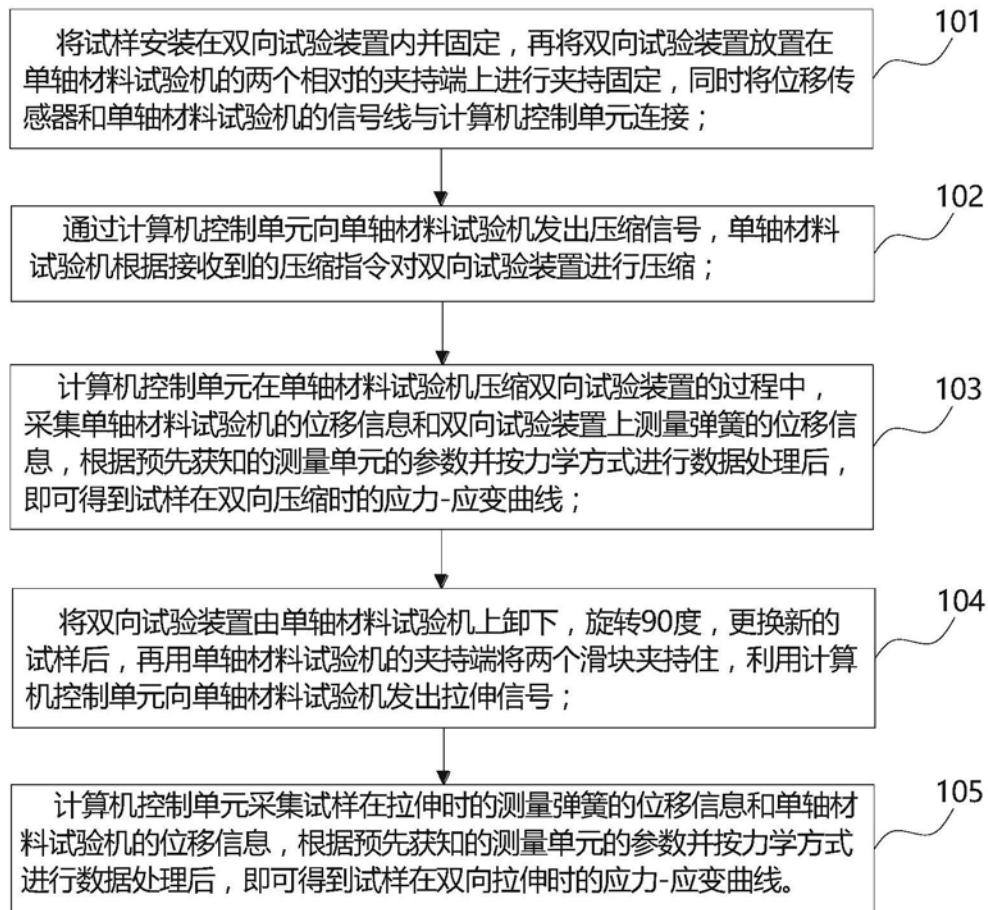 将试样安装在双向试验装置内并固定，再将双向试验装置放置在
单轴材料试验机的两个相对的夹持端上进行夹持固定，同时将位移传
感器和单轴材料试验机的信号线与计算机控制单元连接；
101
通过计算机控制单元向单轴材料试验机发出压缩信号，单轴材料
试验机根据接收到的压缩指令对双向试验装置进行压缩；
102
计算机控制单元在单轴材料试验机压缩双向试验装置的过程中，
采集单轴材料试验机的位移信息和双向试验装置上测量弹簧的位移信
息，根据预先获知的测量单元的参数并按力学方式进行数据处理后，
即可得到试样在双向压缩时的应力-应变曲线；
103
将双向试验装置由单轴材料试验机上卸下，旋转90度，更换新的
试样后，再用单轴材料试验机的夹持端将两个滑块夹持住，利用计算
机控制单元向单轴材料试验机发出拉伸信号；
104
计算机控制单元采集试样在拉伸时的测量弹簧的位移信息和单轴材
料试验机的位移信息，根据预先获知的测量单元的参数并按力学方式
进行数据处理后，即可得到试样在双向拉伸时的应力-应变曲线。
105